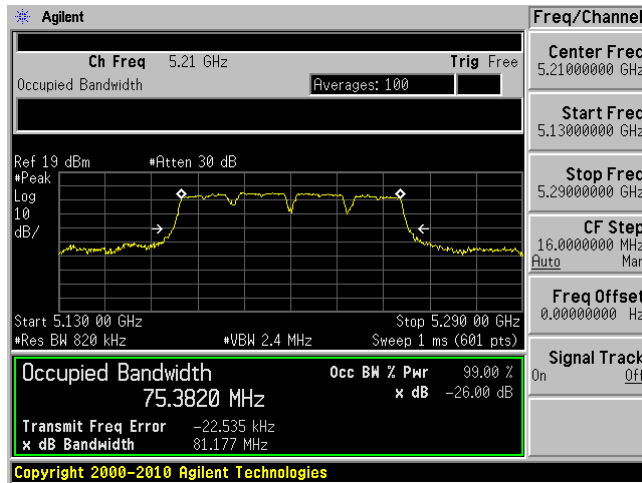 Agilent
Freq/Channel
Ch Freq 5.21 GHz Trig Free
Occupied Bandwidth Averages: 100
Center Freq
5.21000000 GHz
Start Freq
5.13000000 GHz
Stop Freq
5.29000000 GHz
CF Step
16.0000000 MHz
Auto Man
Freq Offset
0.00000000 Hz
Signal Track
On Off
Ref 19 dBm #Atten 30 dB
#Peak
Log
10
dB/
Start 5.130 00 GHz Stop 5.290 00 GHz
#Res BW 820 kHz #VBW 2.4 MHz Sweep 1 ms (601 pts)
Occupied Bandwidth Occ BW % Pwr 99.00 %
75.3820 MHz x dB -26.00 dB
Transmit Freq Error -22.535 kHz
x dB Bandwidth 81.177 MHz
Copyright 2000-2010 Agilent Technologies